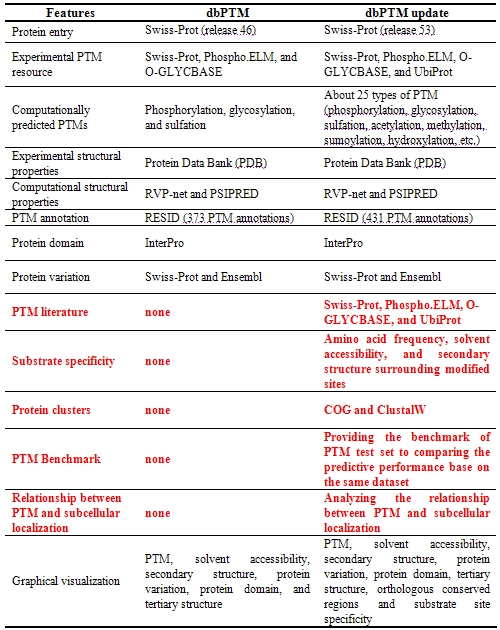 Features dbPTM dbPTM update
Protein entry Swiss-Prot (release 46) Swiss-Prot (release 53)
Experimental PTM Swiss-Prot, Phospho.ELM, and Swiss-Prot, Phospho.ELM, O-
resource O-GLYCBASE GLYCBASE, and UbiProt
About 25 types of PTM
Computationally Phosphorylation, glycosylation, (phosphorylation, glycosylation,
predicted PTMs and sulfation sulfation, acetylation, methylation,
sumoylation, hydroxylation, etc.)
Experimental structural Protein Data Bank (PDB) Protein Data Bank (PDB)
properties
Computational structural RVP-net and PSIPRED RVP-net and PSIPRED
properties
PTM annotation RESID (373 PTM annotations) RESID (431 PTM annotations)
Protein domain InterPro InterPro
Protein variation Swiss-Prot and Ensembl Swiss-Prot and Ensembl
PTM literature none Swiss-Prot, Phospho.ELM, O-
GLYCBASE, and UbiProt
Amino acid frequency, solvent
Substrate specificity none accessibility, and secondary
structure surrounding modified
sites
Protein clusters none COG and ClustalW
Providing the benchmark of
PTM Benchmark none PTM test set to comparing the
predictive performance base on
the same dataset
Relationship between Analyzing the relationship
PTM and subcellular none between PTM and subcellular
localization localization
PTM, solvent accessibility,
PTM, solvent accessibility, secondary structure, protein
Graphical visualization secondary structure, protein variation, protein domain, tertiary
variation, protein domain, and structure, orthologous conserved
tertiary structure regions and substrate site
specificity